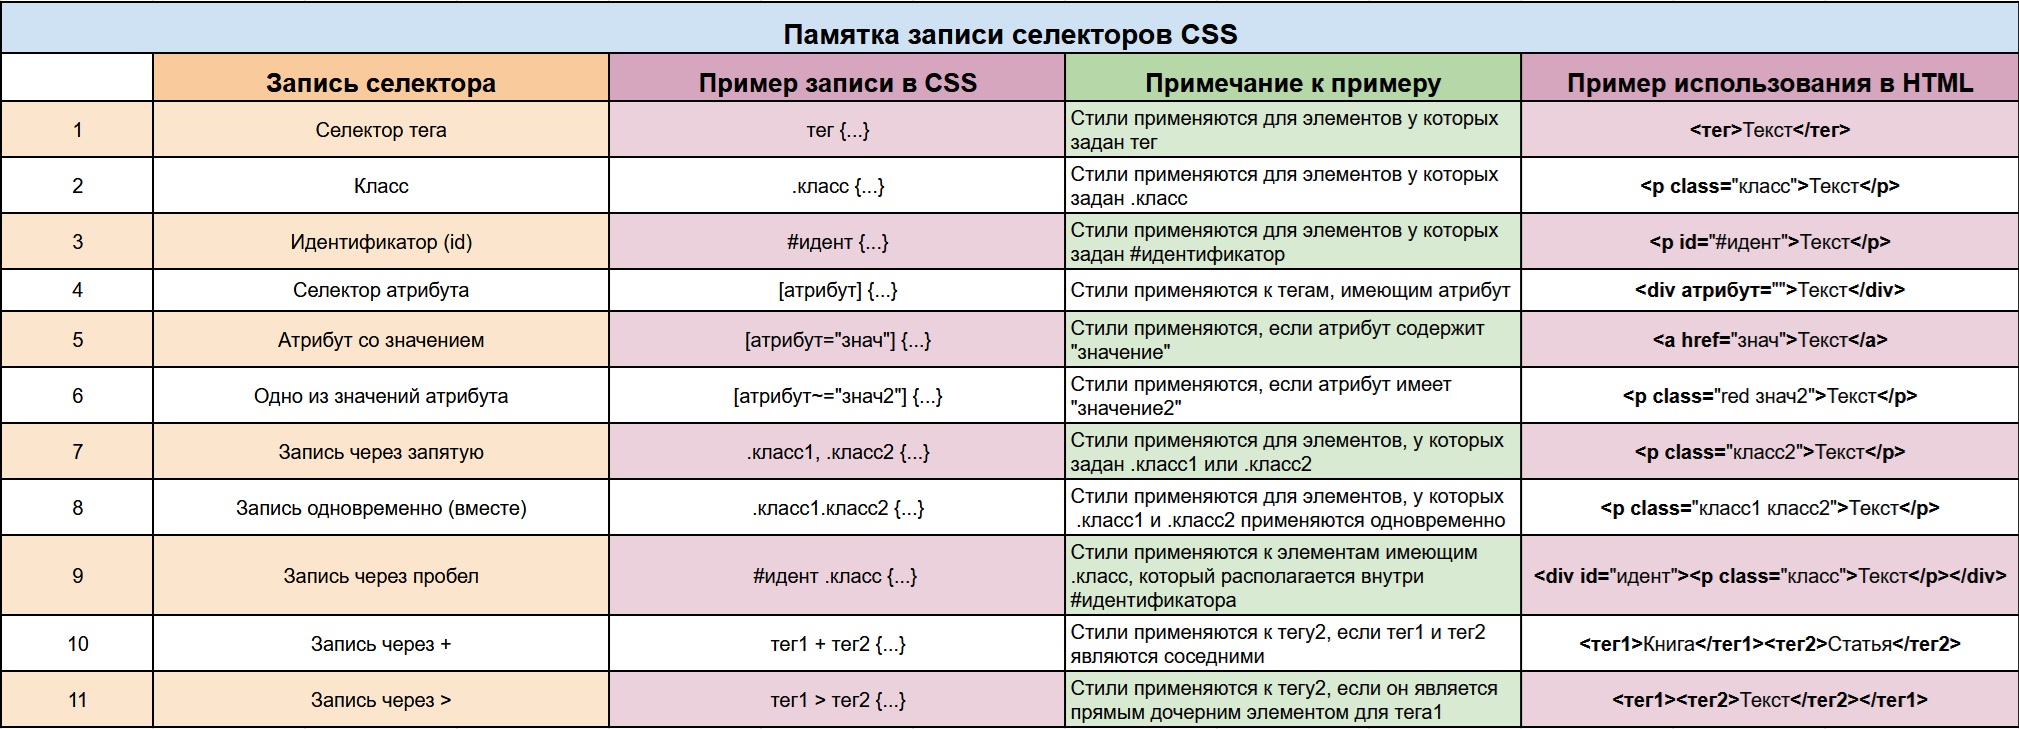 Памятка записи селекторов CSS
Запись селектора
Пример записи в CSS
Примечание к примеру
Пример использования в HTML
1
Селектор тега
тег {...}
Стили применяются для элементов у которых
задан тег
<тег>Текст</тег>
2
Класс
.класс {...}
Стили применяются для элементов у которых
задан .класс
<p class="класс">Текст</p>
3
Идентификатор (id)
#идент {...}
Стили применяются для элементов у которых
задан #идентификатор
<p id="#идент">Текст</p>
4
Селектор атрибута
[атрибут] {...}
Стили применяются к тегам, имеющим атрибут
<div атрибут="">Текст</div>
5
Атрибут со значением
[атрибут="знач"] {...}
Стили применяются, если атрибут содержит
"значение"
<a href="знач">Текст</a>
6
Одно из значений атрибута
[атрибут~="знач2"] {...}
Стили применяются, если атрибут имеет
"значение2"
<p class="red знач2">Текст</p>
7
Запись через запятую
.класс1, .класс2 {...}
Стили применяются для элементов, у которых
задан .класс1 или .класс2
<p class="класс2">Текст</p>
8
Запись одновременно (вместе)
.класс1.класс2 {...}
Стили применяются для элементов, у которых
.класс1 и .класс2 применяются одновременно
<p class="класс1 класс2">Текст</p>
9
Запись через пробел
#идент .класс {...}
Стили применяются к элементам имеющим
.класс, который располагается внутри
#идентификатора
<div id="идент"><p class="класс">Текст</p></div>
10
Запись через +
тег1 + тег2 {...}
Стили применяются к тегу2, если тег1 и тег2
являются соседними
<тег1>Книга</тег1><тег2>Статья</тег2>
11
Запись через >
тег1 > тег2 {...}
Стили применяются к тегу2, если он является
прямым дочерним элементом для тега1
<тег1><тег2>Текст</тег2></тег1>